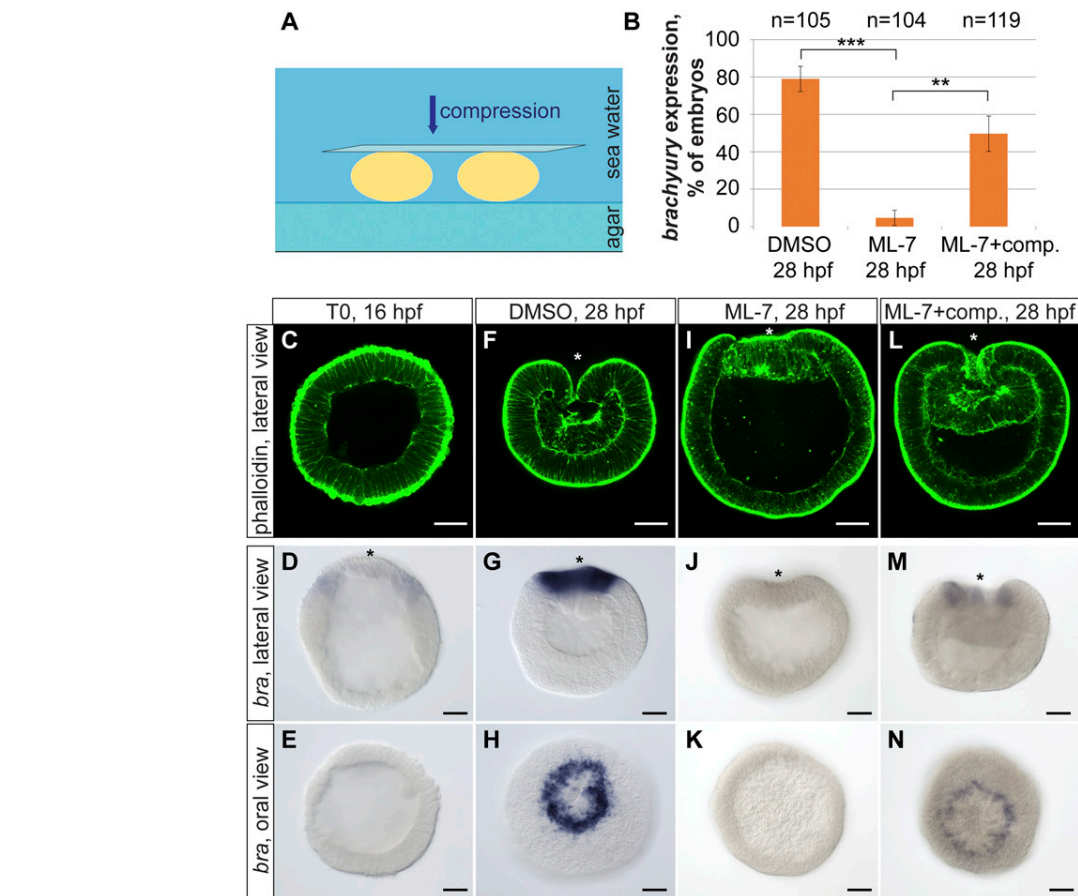 A
compression
sea water
agar
B
n=105 n=104 n=119
brachyury expression,
% of embryos
100
80
60
40
20
0
***
**
DMSO
28 hpf
ML-7
28 hpf
ML-7+comp.
28 hpf
T0, 16 hpf
DMSO, 28 hpf
ML-7, 28 hpf
ML-7+comp., 28 hpf
phalloidin, lateral view
C
F
*
I
*
L
*
bra, lateral view
D
*
G
*
J
*
M
*
bra, oral view
E
H
K
N